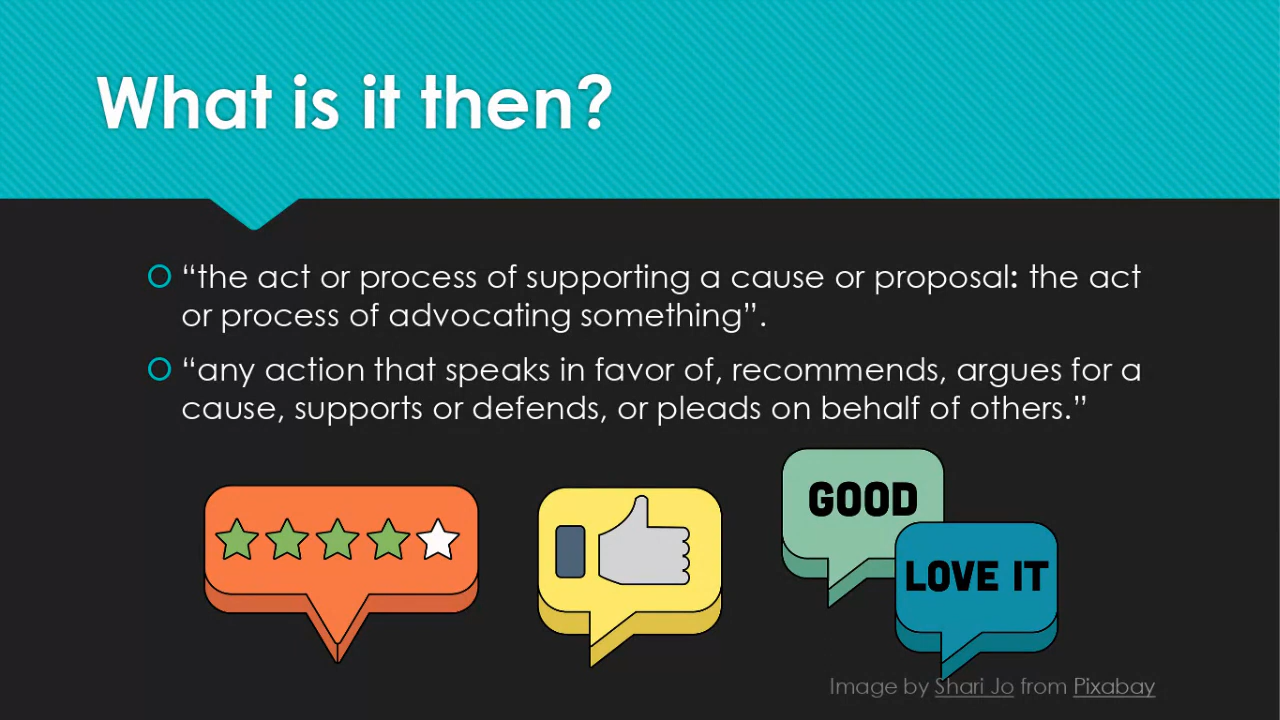 What is it then?
“the act or process of supporting a cause or proposal: the act
or process of advocating something”.
“any action that speaks in favor of, recommends, argues for a
cause, supports or defends, or pleads on behalf of others.”
GOOD
LOVE IT
Image by Shari Jo from Pixabay